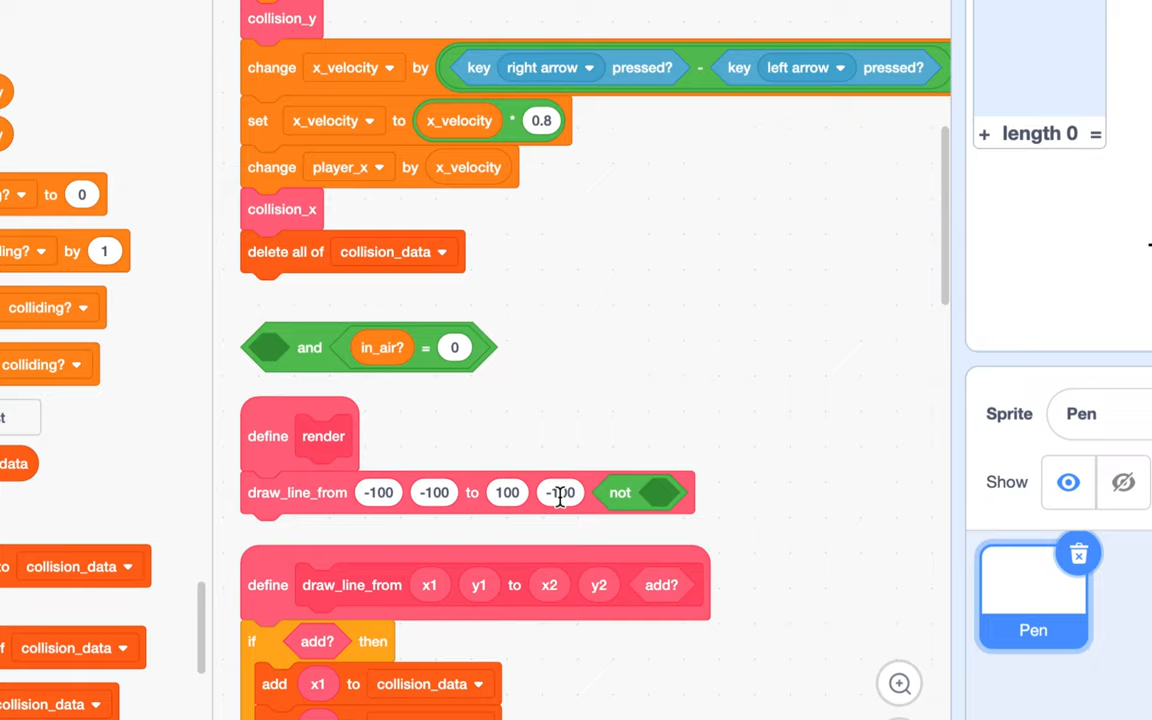 collision_y
change x_velocity by key right arrow pressed? - key left arrow pressed?
set x_velocity to x_velocity * 0.8
change player_x by x_velocity
collision_x
delete all of collision_data
and in_air? = 0
define render
draw_line_from -100 -100 to 100 -100 not
define draw_line_from x1 y1 to x2 y2 add?
if add? then
add x1 to collision_data
? to 0
ing? by 1
colliding?
colliding?
st
data
o collision_data
f collision_data
collision_data
+ length 0 =
Sprite Pen
Show
Pen